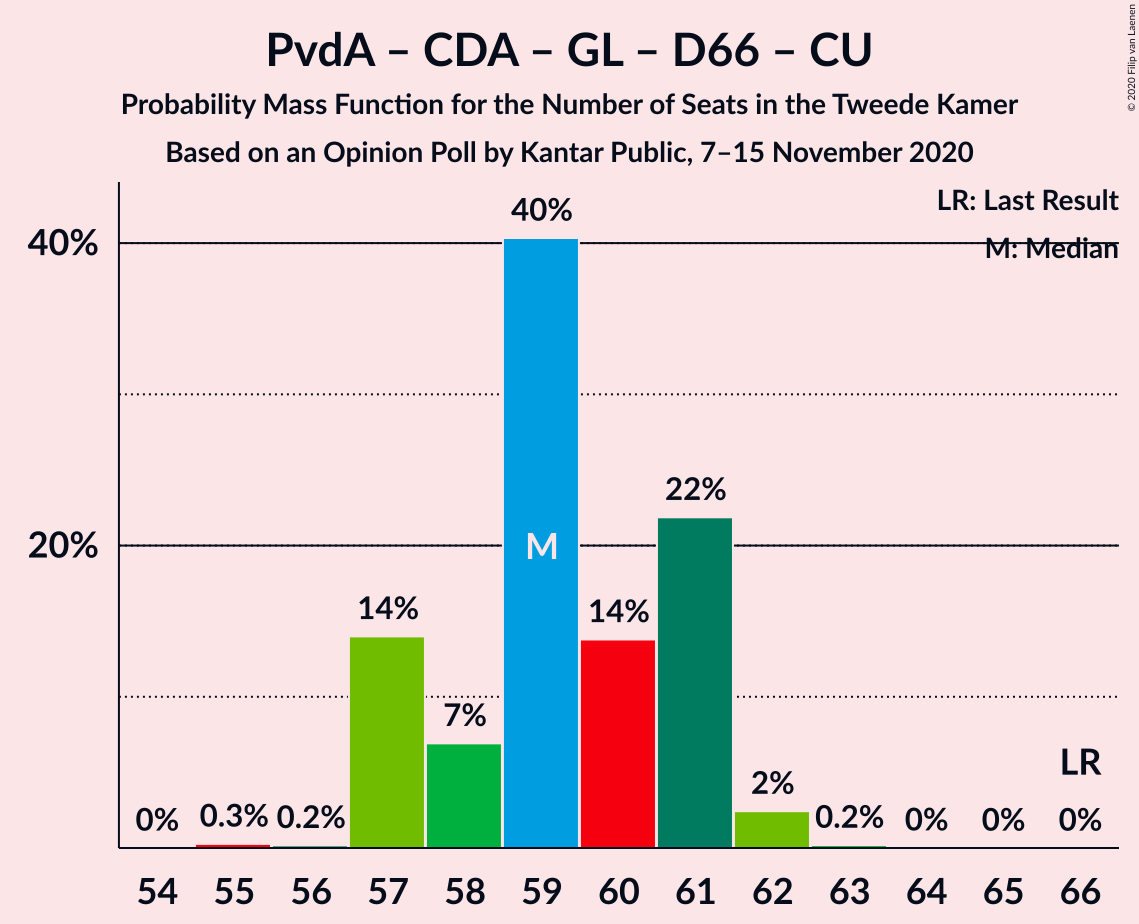 PvdA – CDA – GL – D66 – CU
Probability Mass Function for the Number of Seats in the Tweede Kamer
Based on an Opinion Poll by Kantar Public, 7–15 November 2020
© 2020 Filip van Laenen
LR: Last Result
M: Median
40%
20%
0%
0.3%
0.2%
14%
7%
40%
M
14%
22%
2%
0.2%
0%
0%
LR
0%
54 55 56 57 58 59 60 61 62 63 64 65 66